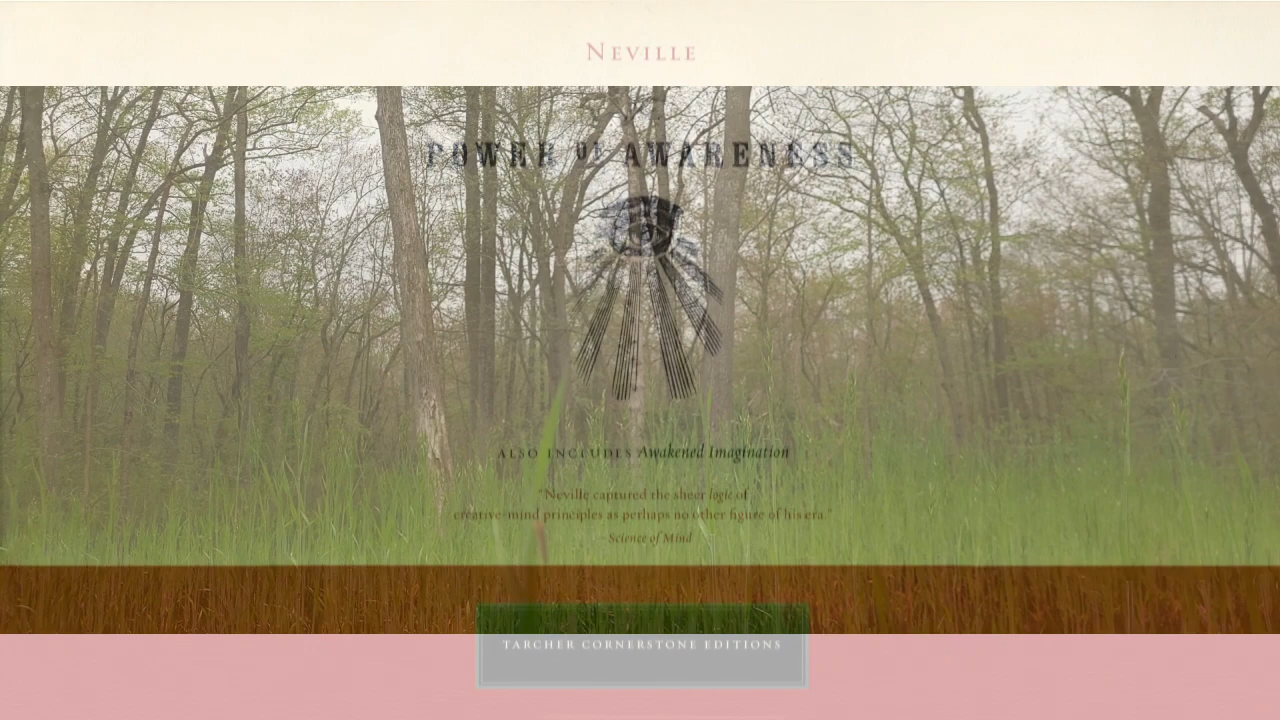 NEVILLE
POWER OF AWARENESS
ALSO INCLUDES Awakened Imagination
"Neville captured the sheer logic of
creative-mind principles as perhaps no other figure of his era."
–Science of Mind
TARCHER CORNERSTONE EDITIONS